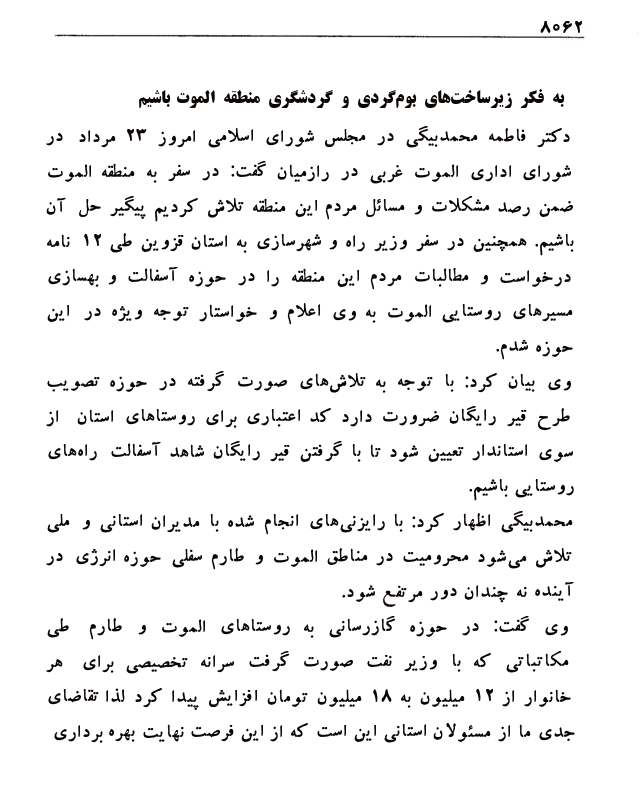 ۸۰۶۲
به فکر زیرساخت‌های بوم‌گردی و گردشگری منطقه الموت باشیم
دکتر فاطمه محمدبیگی در مجلس شورای اسلامی امروز ۲۳ مرداد در
شورای اداری الموت غربی در رازمیان گفت: در سفر به منطقه الموت
ضمن رصد مشکلات و مسائل مردم این منطقه تلاش کردیم پیگیر حل آن
باشیم. همچنین در سفر وزیر راه و شهرسازی به استان قزوین طی ۱۲ نامه
درخواست و مطالبات مردم این منطقه را در حوزه آسفالت و بهسازی
مسیرهای روستایی الموت به وی اعلام و خواستار توجه ویژه در این
حوزه شدم.
وی بیان کرد: با توجه به تلاش‌های صورت گرفته در حوزه تصویب
طرح قیر رایگان ضرورت دارد کد اعتباری برای روستاهای استان از
سوی استاندار تعیین شود تا با گرفتن قیر رایگان شاهد آسفالت راه‌های
روستایی باشیم.
محمدبیگی اظهار کرد: با رایزنی‌های انجام شده با مدیران استانی و ملی
تلاش می‌شود محرومیت در مناطق الموت و طارم سفلی حوزه انرژی در
آینده نه چندان دور مرتفع شود.
وی گفت: در حوزه گازرسانی به روستاهای الموت و طارم طی
مکاتباتی که با وزیر نفت صورت گرفت سرانه تخصیصی برای هر
خانوار از ۱۲ میلیون به ۱۸ میلیون تومان افزایش پیدا کرد لذا تقاضای
جدی ما از مسئولان استانی این است که از این فرصت نهایت بهره برداری